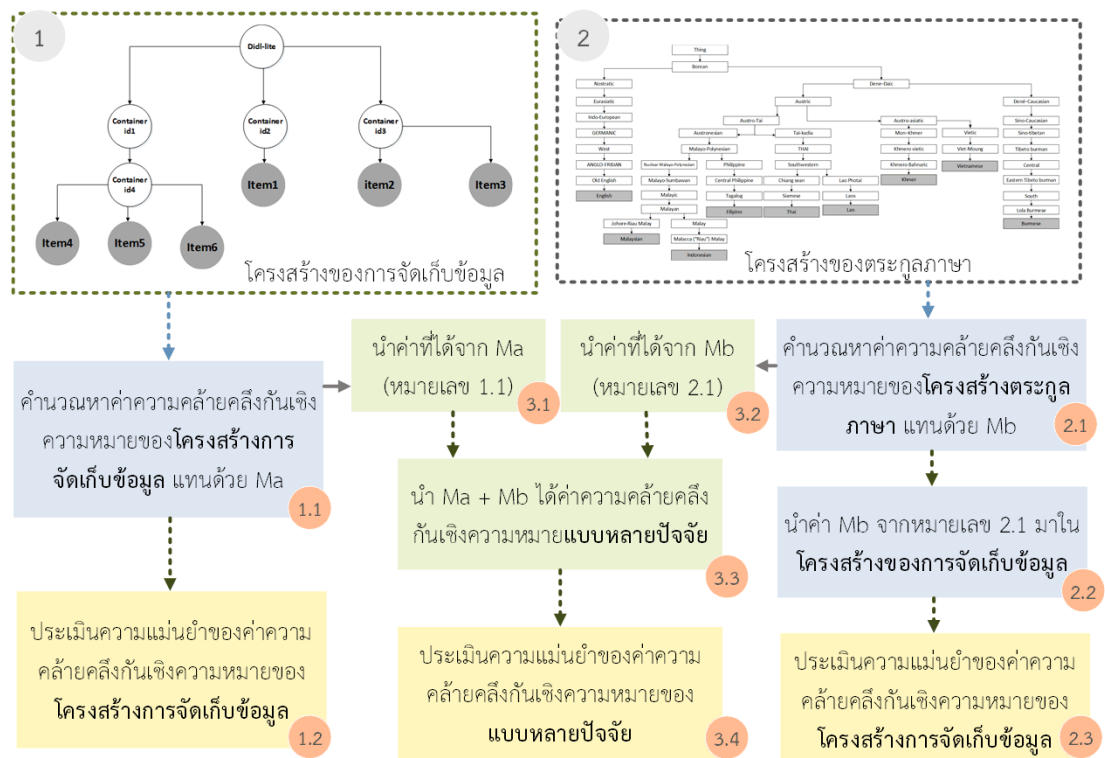 1
Didl-lite
Container
id1
Container
id2
Container
id3
Container
id4
Item1
item2
Item3
Item4
Item5
Item6
โครงสร้างของการจัดเก็บข้อมูล
2
Thing
Borean
Nostratic
Dene-Daic
Eurasiatic
Austric
Dené-Caucasian
Indo-European
Austro-Tai
Austro-asiatic
Sino-Caucasian
GERMANIC
Austronesian
Tai-kadia
Mon-Khmer
Vietic
Sino-tibetan
West
Malayo-Polynesian
THAI
Khmero vietic
Viet-Moung
Tibeto burman
ANGLO-FRISIAN
Nuclear Malayo-Polynesian
Philippine
Southwestern
Khmero-Bahnaric
Vietnamese
Central
Old English
Malayo-Sumbawan
Central Philippine
Chiang saen
Lao Phutai
Khmer
Eastern Tibeto burman
English
Malayic
Tagalog
Siamese
Laos
South
Malayan
Filipino
Thai
Lao
Lola Burmese
Johore-Riau Malay
Malay
Burmese
Malaysian
Malacca ("Riau") Malay
Indonesian
โครงสร้างของตระกูลภาษา
คำนวณหาค่าความคล้ายคลึงกันเชิง
ความหมายของโครงสร้างการ
จัดเก็บข้อมูล แทนด้วย Ma
1.1
นำค่าที่ได้จาก Ma
(หมายเลข 1.1)
3.1
นำค่าที่ได้จาก Mb
(หมายเลข 2.1)
3.2
คำนวณหาค่าความคล้ายคลึงกันเชิง
ความหมายของโครงสร้างตระกูล
ภาษา แทนด้วย Mb
2.1
นำ Ma + Mb ได้ค่าความคล้ายคลึง
กันเชิงความหมายแบบหลายปัจจัย
3.3
นำค่า Mb จากหมายเลข 2.1 มาใน
โครงสร้างของการจัดเก็บข้อมูล
2.2
ประเมินความแม่นยำของค่าความ
คล้ายคลึงกันเชิงความหมายของ
โครงสร้างการจัดเก็บข้อมูล
1.2
ประเมินความแม่นยำของค่าความ
คล้ายคลึงกันเชิงความหมายของ
แบบหลายปัจจัย
3.4
ประเมินความแม่นยำของค่าความ
คล้ายคลึงกันเชิงความหมายของ
โครงสร้างการจัดเก็บข้อมูล
2.3